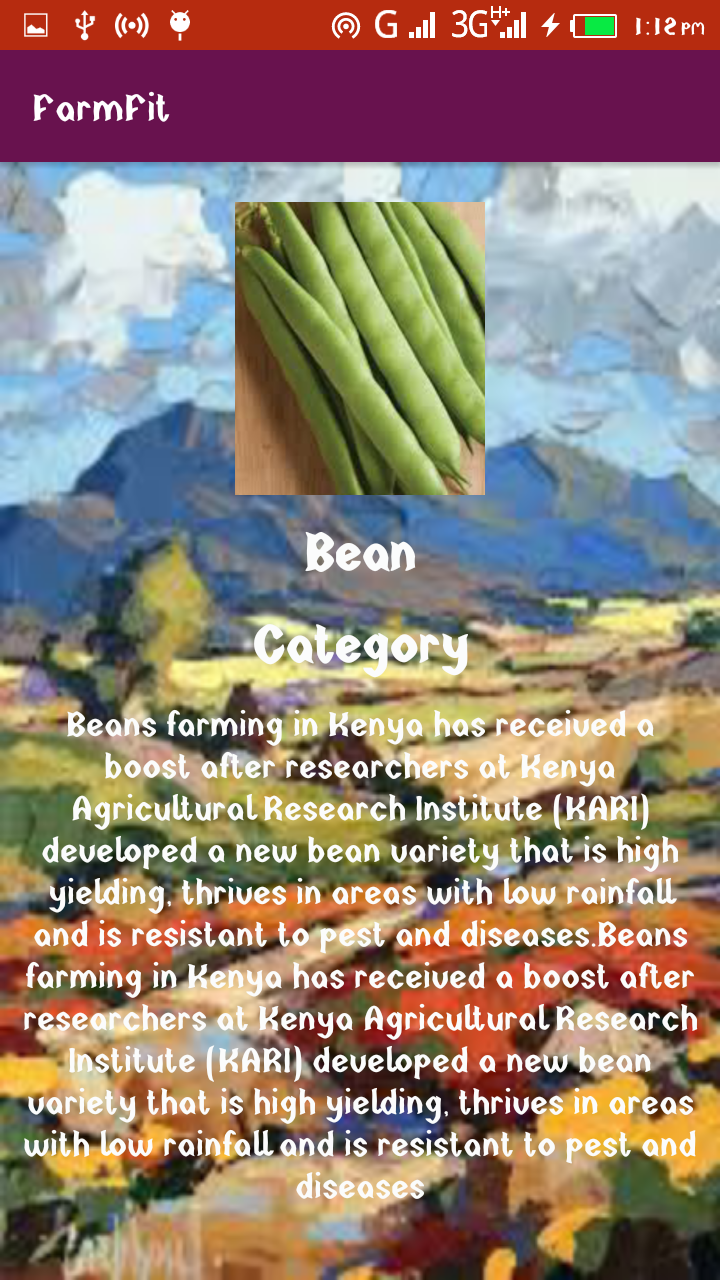 G 3G H+ 1:12 PM
FarmFit
Bean
Category
Beans farming in Kenya has received a
boost after researchers at Kenya
Agricultural Research Institute (KARI)
developed a new bean variety that is high
yielding, thrives in areas with low rainfall
and is resistant to pest and diseases.Beans
farming in Kenya has received a boost after
researchers at Kenya Agricultural Research
Institute (KARI) developed a new bean
variety that is high yielding, thrives in areas
with low rainfall and is resistant to pest and
diseases